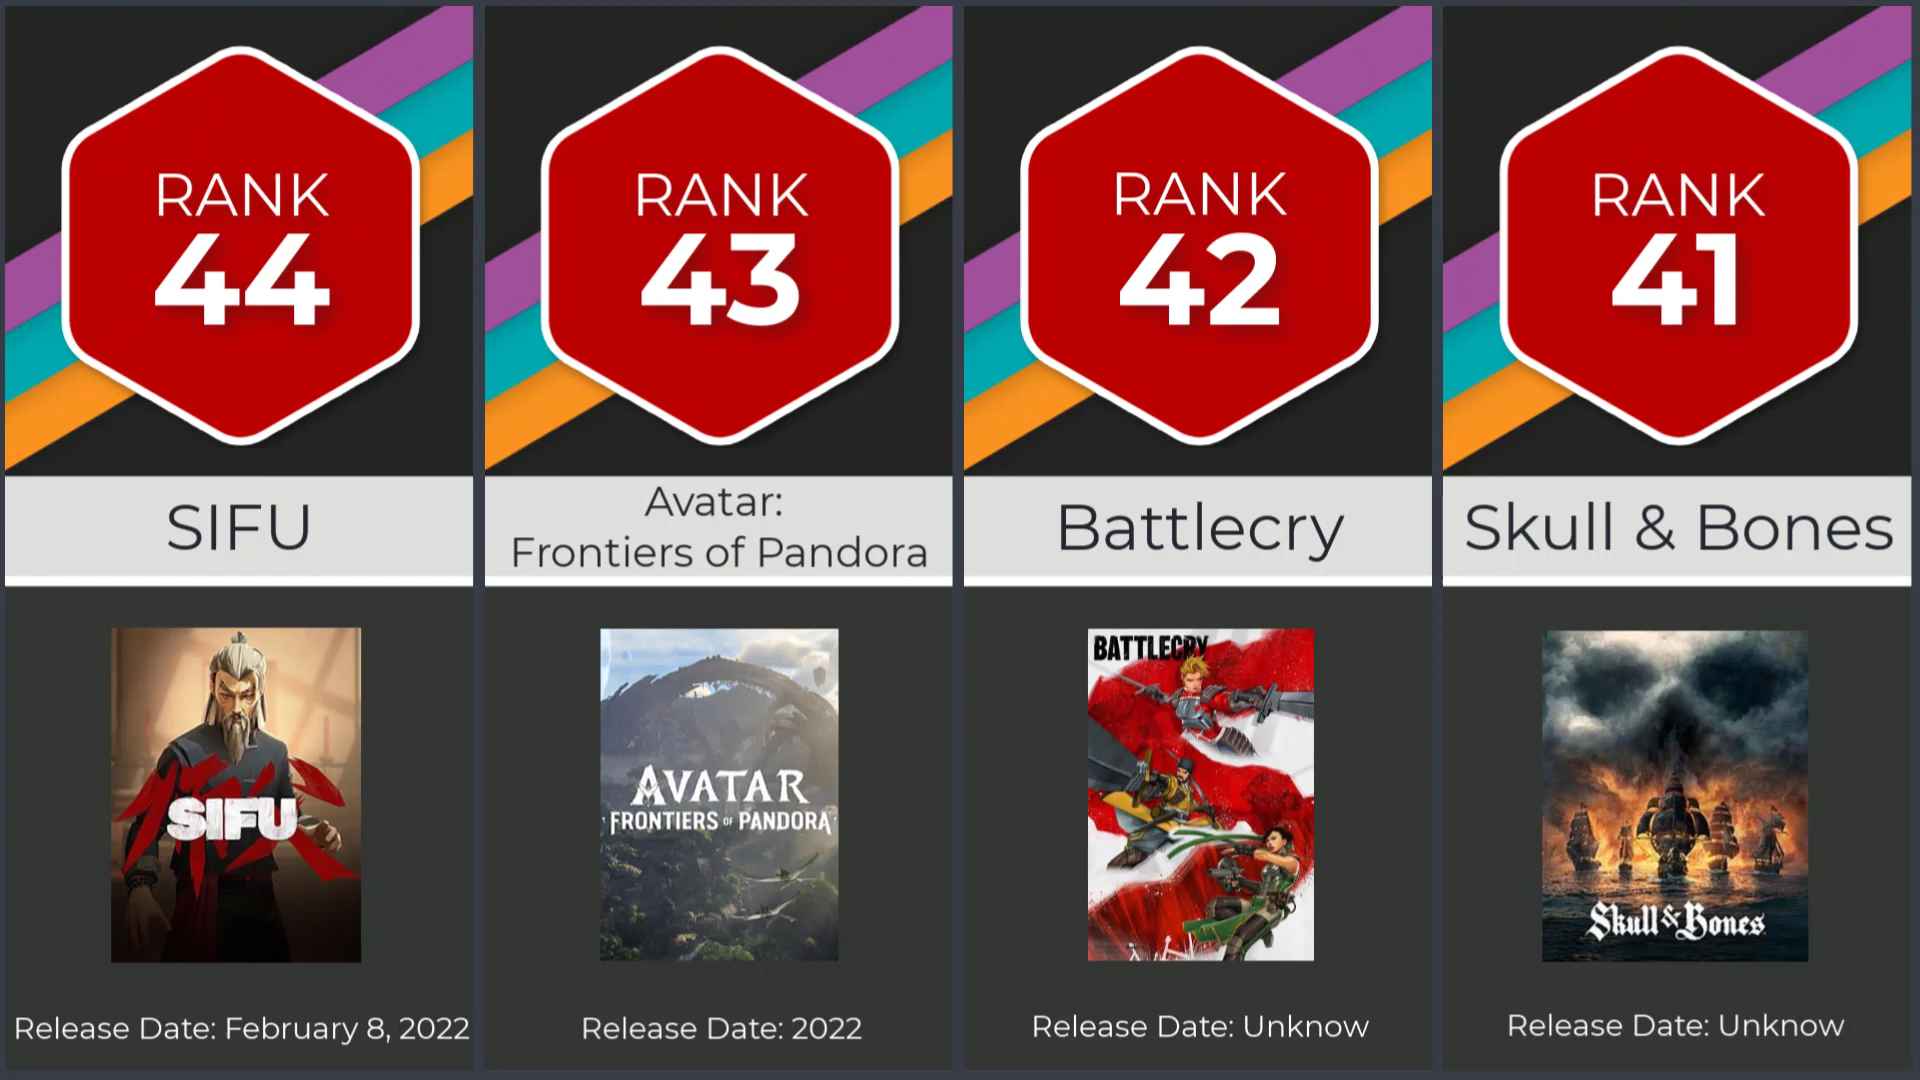 RANK
44
SIFU
SIFU
Release Date: February 8, 2022
RANK
43
Avatar:
Frontiers of Pandora
AVATAR
FRONTIERS OF PANDORA
Release Date: 2022
RANK
42
Battlecry
BATTLECRY
Release Date: Unknow
RANK
41
Skull & Bones
Skull & Bones
Release Date: Unknow